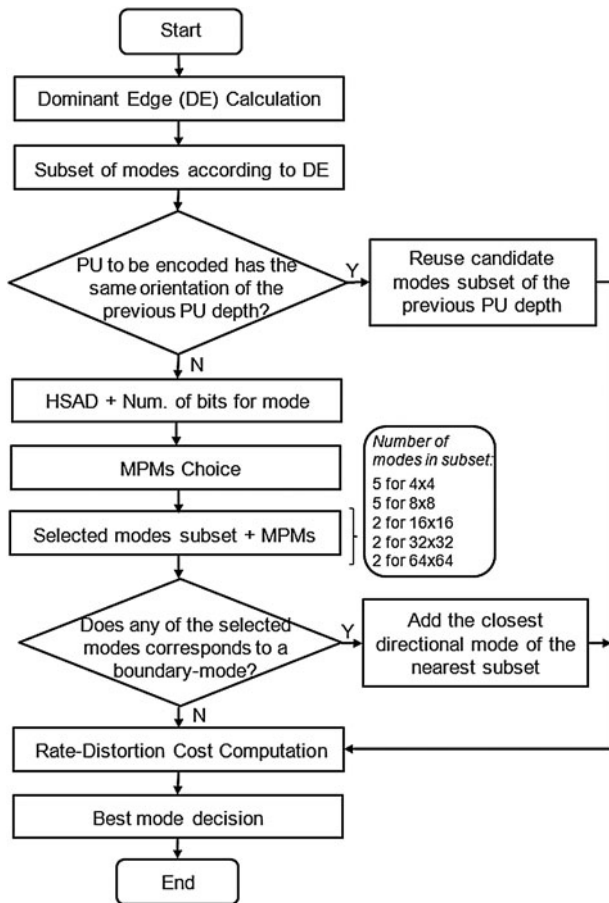 Start
Dominant Edge (DE) Calculation
Subset of modes according to DE
PU to be encoded has the
same orientation of the
previous PU depth?
Y
Reuse candidate
modes subset of the
previous PU depth
N
HSAD + Num. of bits for mode
MPMs Choice
Selected modes subset + MPMs
Number of
modes in subset:
5 for 4x4
5 for 8x8
2 for 16x16
2 for 32x32
2 for 64x64
Does any of the selected
modes corresponds to a
boundary-mode?
Y
Add the closest
directional mode of the
nearest subset
N
Rate-Distortion Cost Computation
Best mode decision
End